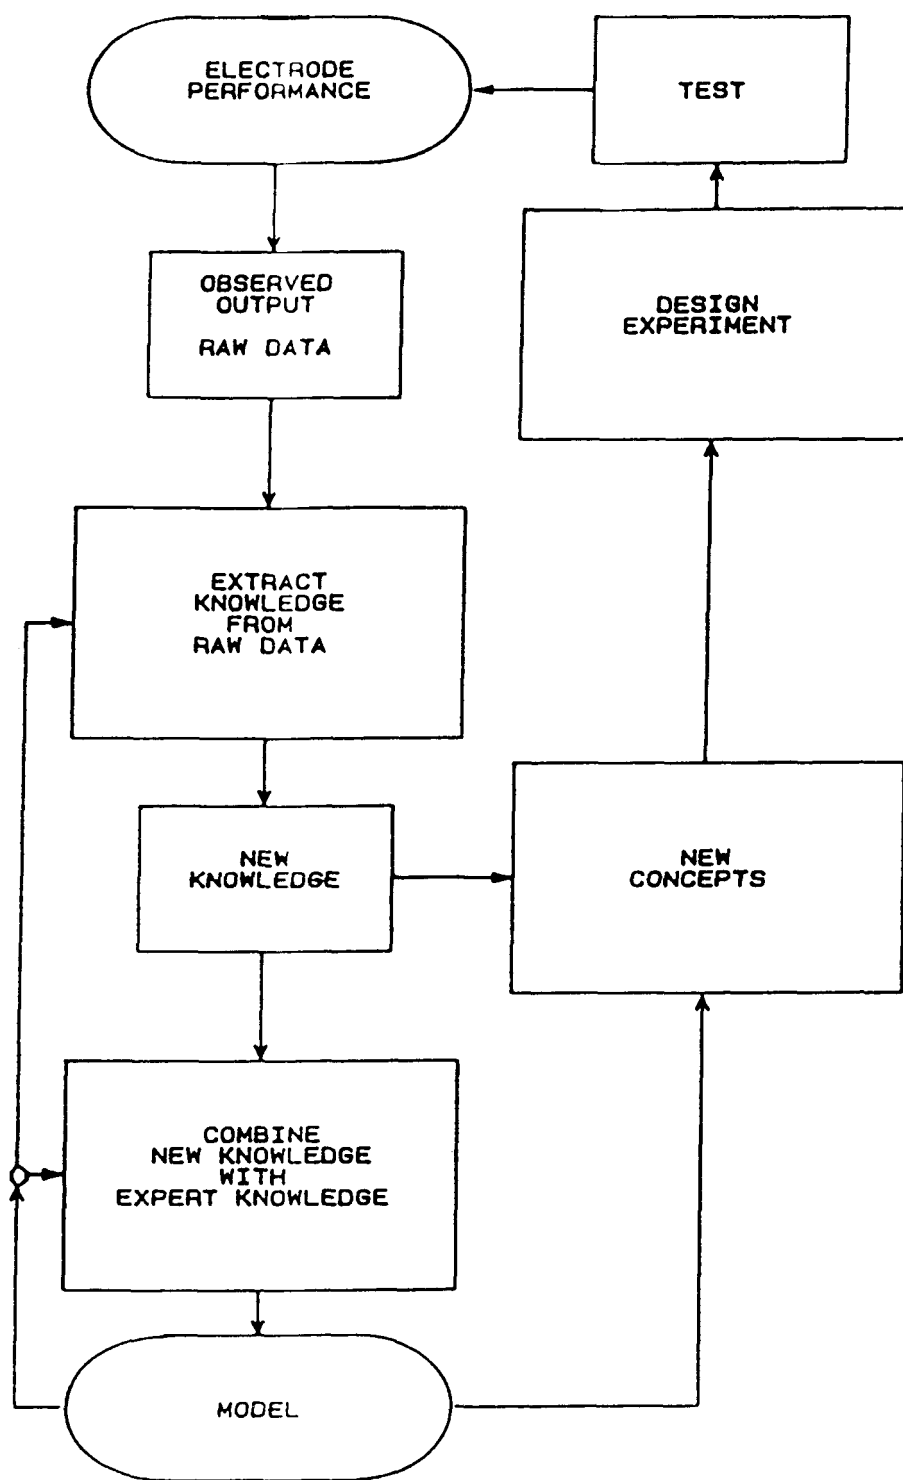 ELECTRODE
PERFORMANCE
TEST
OBSERVED
OUTPUT
RAW DATA
DESIGN
EXPERIMENT
EXTRACT
KNOWLEDGE
FROM
RAW DATA
NEW
KNOWLEDGE
NEW
CONCEPTS
COMBINE
NEW KNOWLEDGE
WITH
EXPERT KNOWLEDGE
MODEL